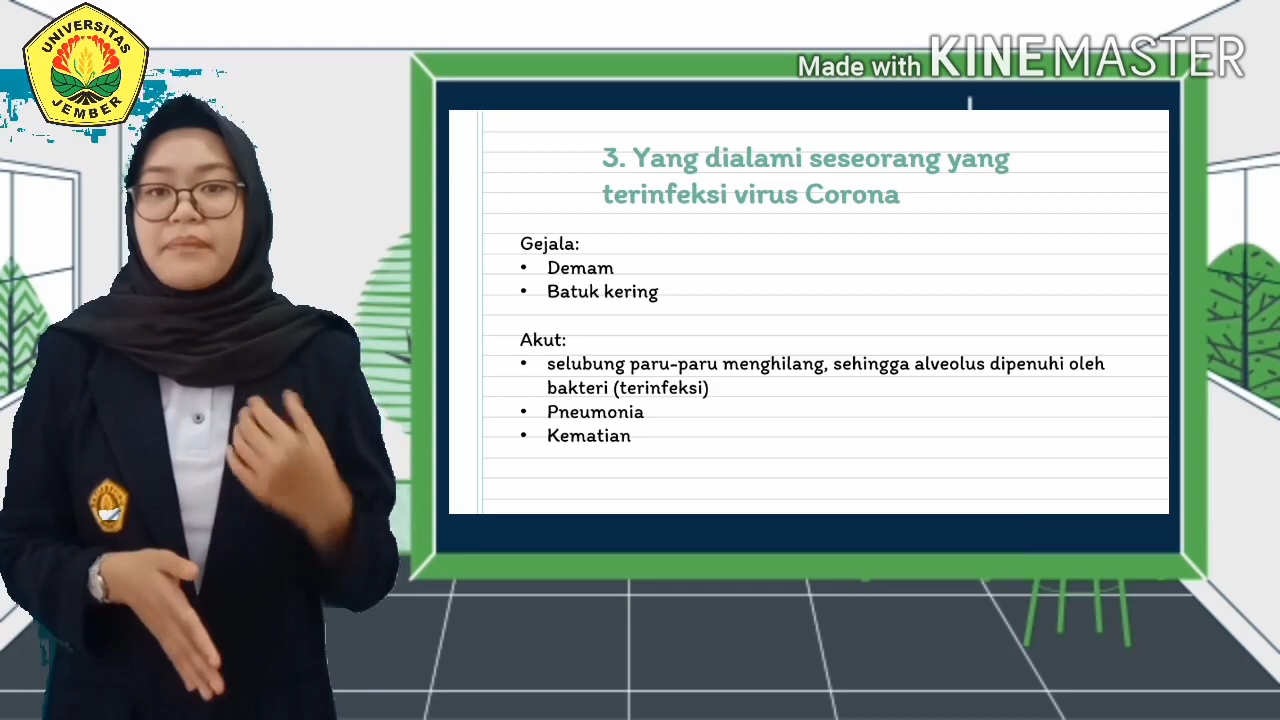 UNIVERSITAS
JEMBER
Made with KINEMASTER
3. Yang dialami seseorang yang
terinfeksi virus Corona
Gejala:
• Demam
• Batuk kering
Akut:
• selubung paru-paru menghilang, sehingga alveolus dipenuhi oleh
bakteri (terinfeksi)
• Pneumonia
• Kematian